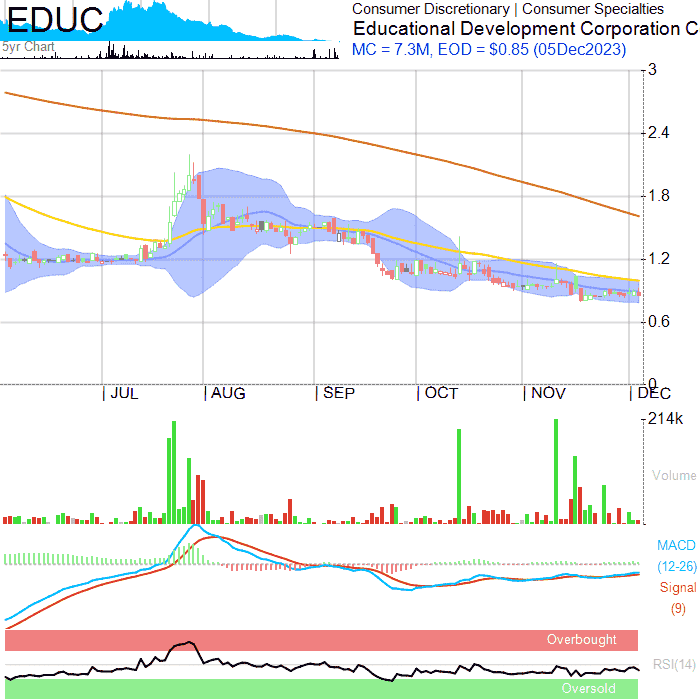 EDUC
5yr Chart
Consumer Discretionary | Consumer Specialties
Educational Development Corporation C
MC = 7.3M, EOD = $0.85 (05Dec2023)
3
2.4
1.8
1.2
0.6
0
JUL AUG SEP OCT NOV DEC
214k
Volume
MACD
(12-26)
Signal
(9)
Overbought
RSI(14)
Oversold